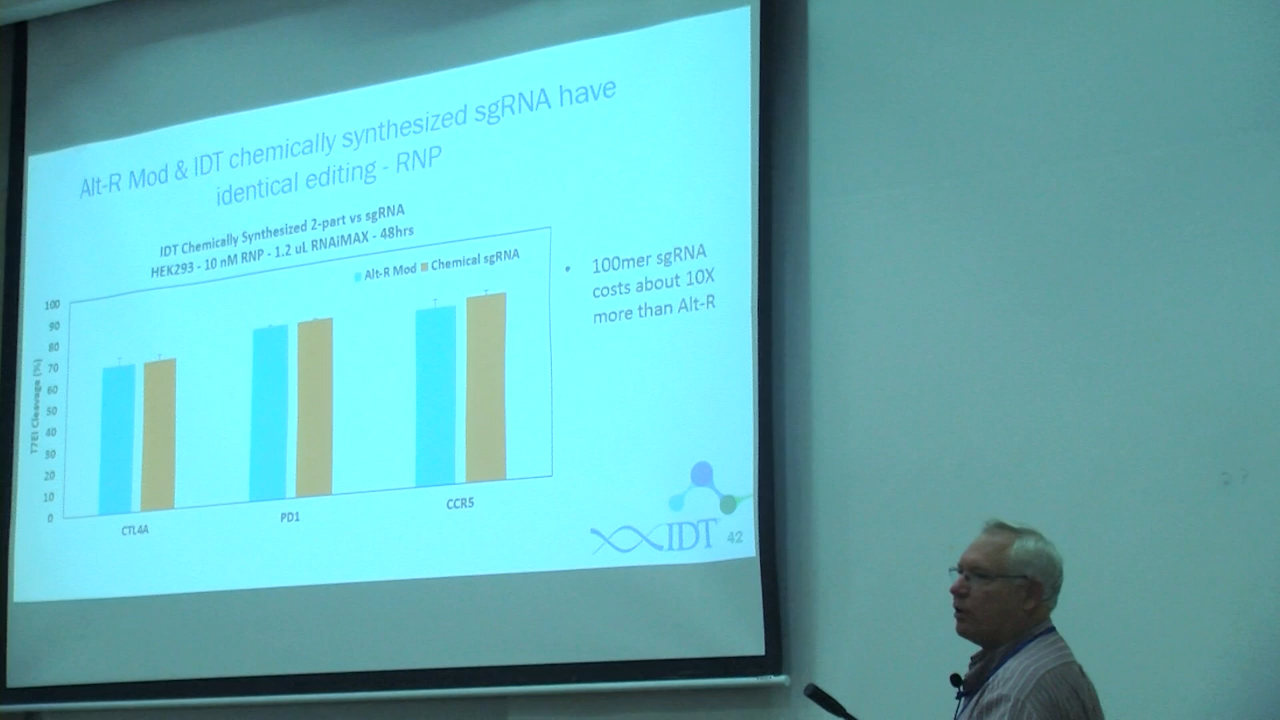 Alt-R Mod & IDT chemically synthesized sgRNA have
identical editing - RNP
IDT Chemically Synthesized 2-part vs sgRNA
HEK293 - 10 nM RNP - 1.2 uL RNAiMAX - 48hrs
Alt-R Mod Chemical sgRNA
100
90
80
70
60
50
40
30
20
10
0
T7EI Cleavage (%)
CTL4A
PD1
CCR5
• 100mer sgRNA
costs about 10X
more than Alt-R
IDT
42